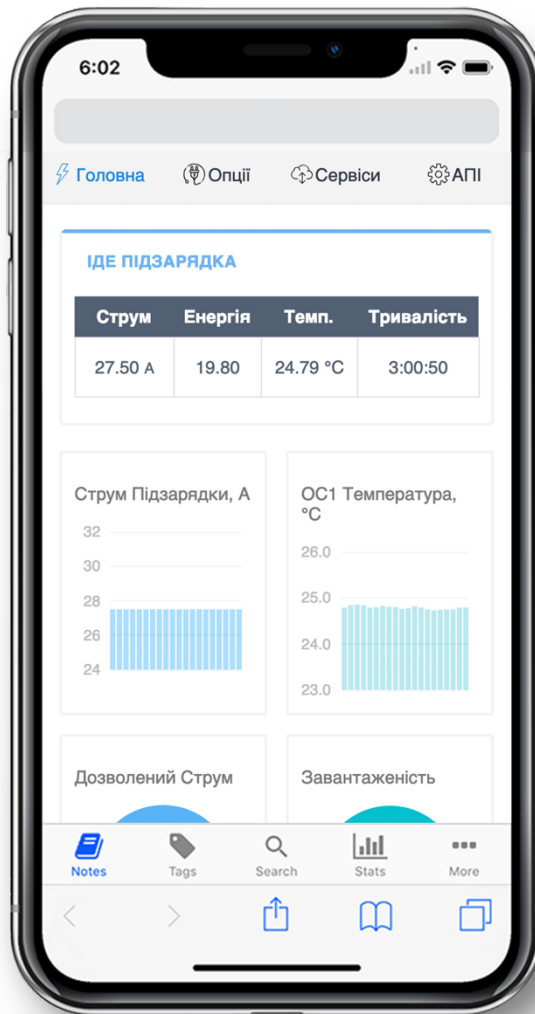 6:02
Головна Опції Сервіси АПІ
ІДЕ ПІДЗАРЯДКА
Струм Енергія Темп. Тривалість
27.50 А 19.80 24.79 °C 3:00:50
Струм Підзарядки, А
32
30
28
26
24
ОС1 Температура,
°C
26.0
25.0
24.0
23.0
Дозволений Струм
Завантаженість
Notes Tags Search Stats More